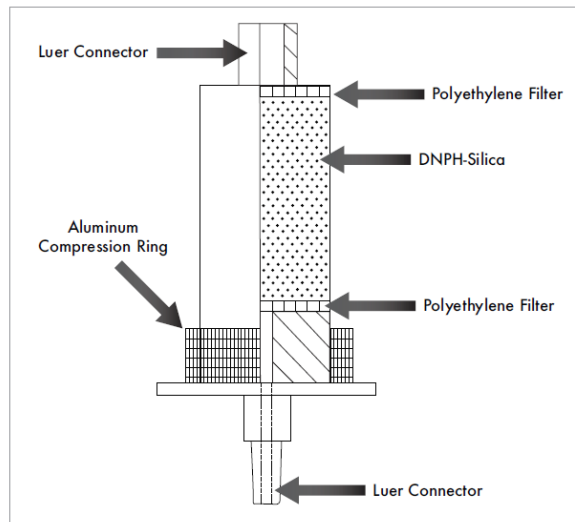 Luer Connector
Polyethylene Filter
DNPH-Silica
Aluminum
Compression Ring
Polyethylene Filter
Luer Connector